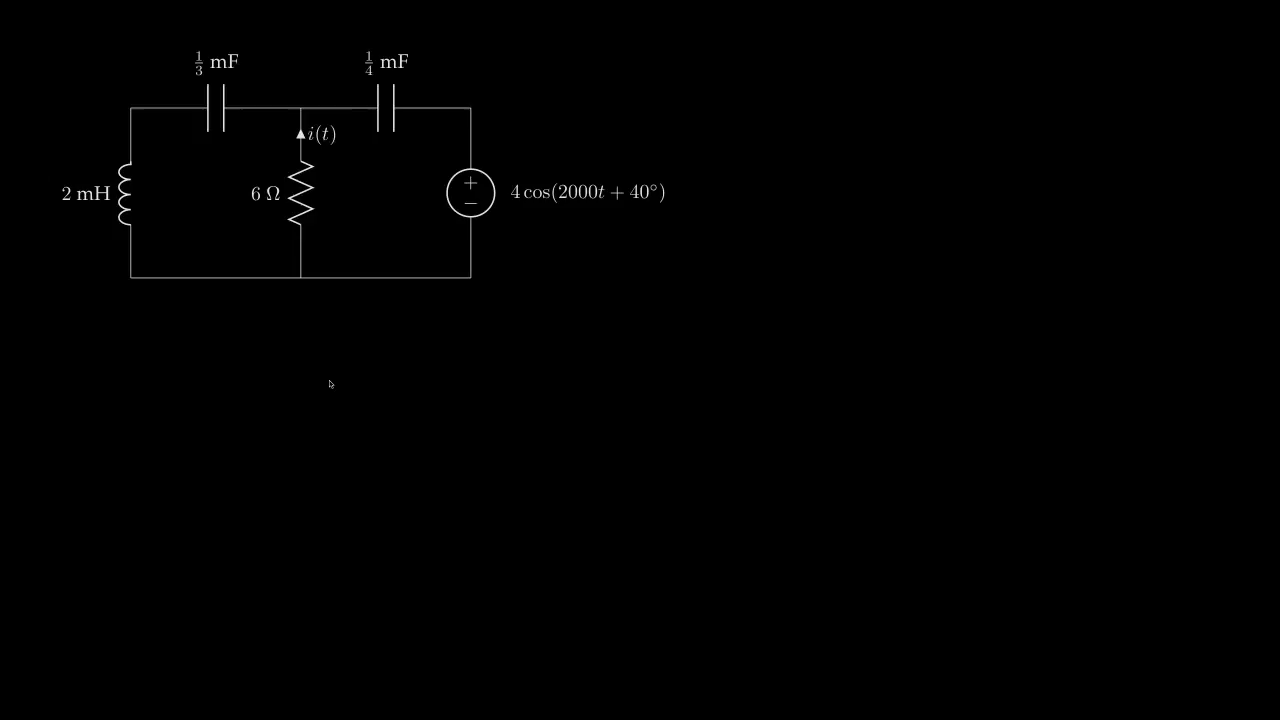 1/3 mF
1/4 mF
i(t)
2 mH
6 Ω
+
−
4 cos(2000t + 40°)